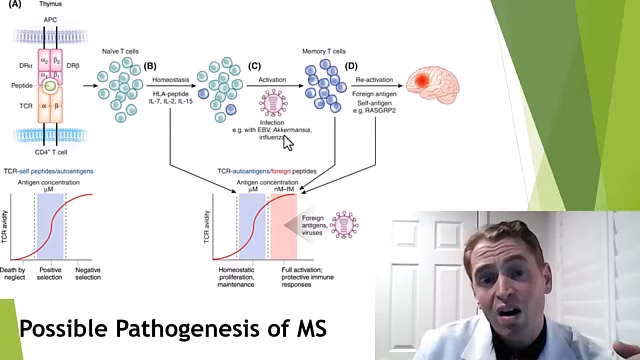 (A)
Thymus
APC
DRα
α2
β2
DRβ
α1
β1
Peptide
TCR
α
β
CD4⁺ T cell
Naïve T cells
(B)
Homeostasis
HLA-peptide
IL-7, IL-2, IL-15
(C)
Activation
Infection
e.g. with EBV, Akkermansia,
influenza
Memory T cells
(D)
Re-activation
Foreign antigen
Self-antigen
e.g. RASGRP2
TCR-self peptides/autoantigens
Antigen concentration
μM
TCR avidity
Death by
neglect
Positive
selection
Negative
selection
TCR-autoantigens/foreign peptides
Antigen concentration
μM
nM–fM
TCR avidity
Foreign
antigens,
viruses
Homeostatic
proliferation,
maintenance
Full activation;
protective immune
responses
Possible Pathogenesis of MS